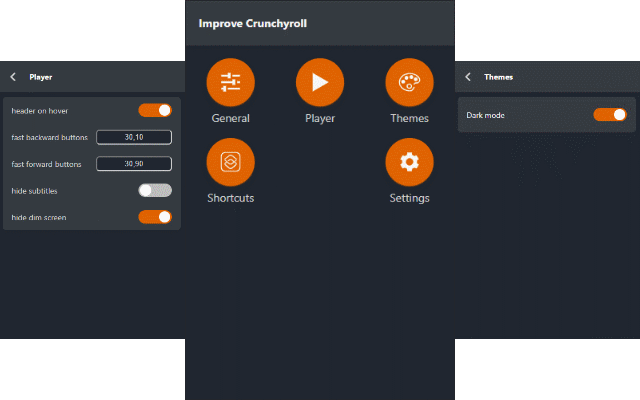 Player
header on hover
fast backward buttons 30,10
fast forward buttons 30,90
hide subtitles
hide dim screen
Improve Crunchyroll
General Player Themes
Shortcuts Settings
Themes
Dark mode